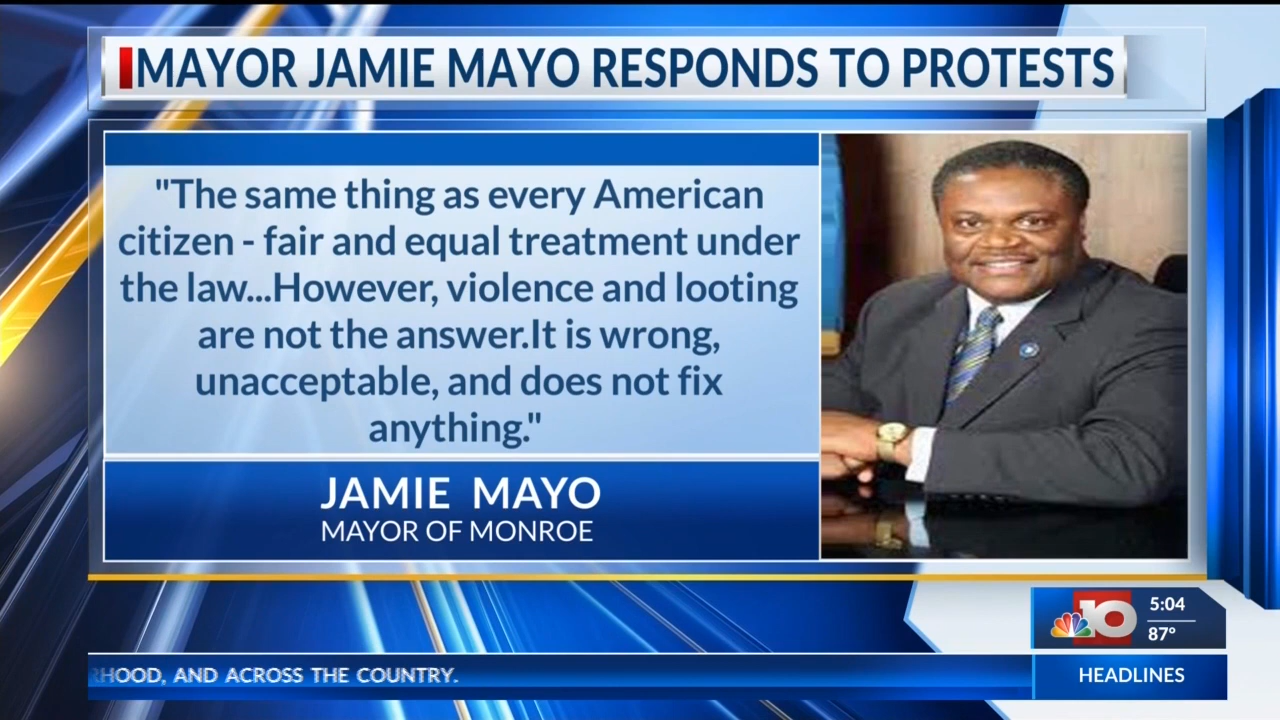 MAYOR JAMIE MAYO RESPONDS TO PROTESTS
"The same thing as every American
citizen - fair and equal treatment under
the law...However, violence and looting
are not the answer.It is wrong,
unacceptable, and does not fix
anything."
JAMIE MAYO
MAYOR OF MONROE
10
5:04
87°
RHOOD, AND ACROSS THE COUNTRY.
HEADLINES